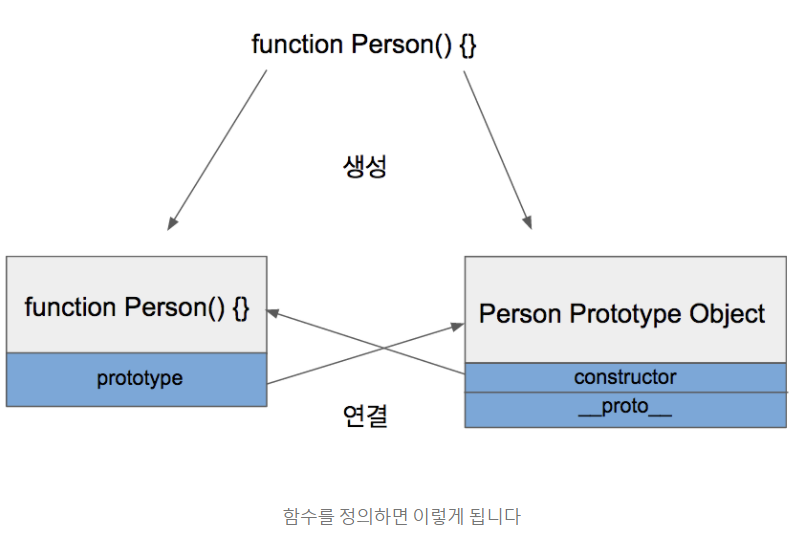 function Person() {}
생성
function Person() {}
prototype
Person Prototype Object
constructor
__proto__
연결
함수를 정의하면 이렇게 됩니다